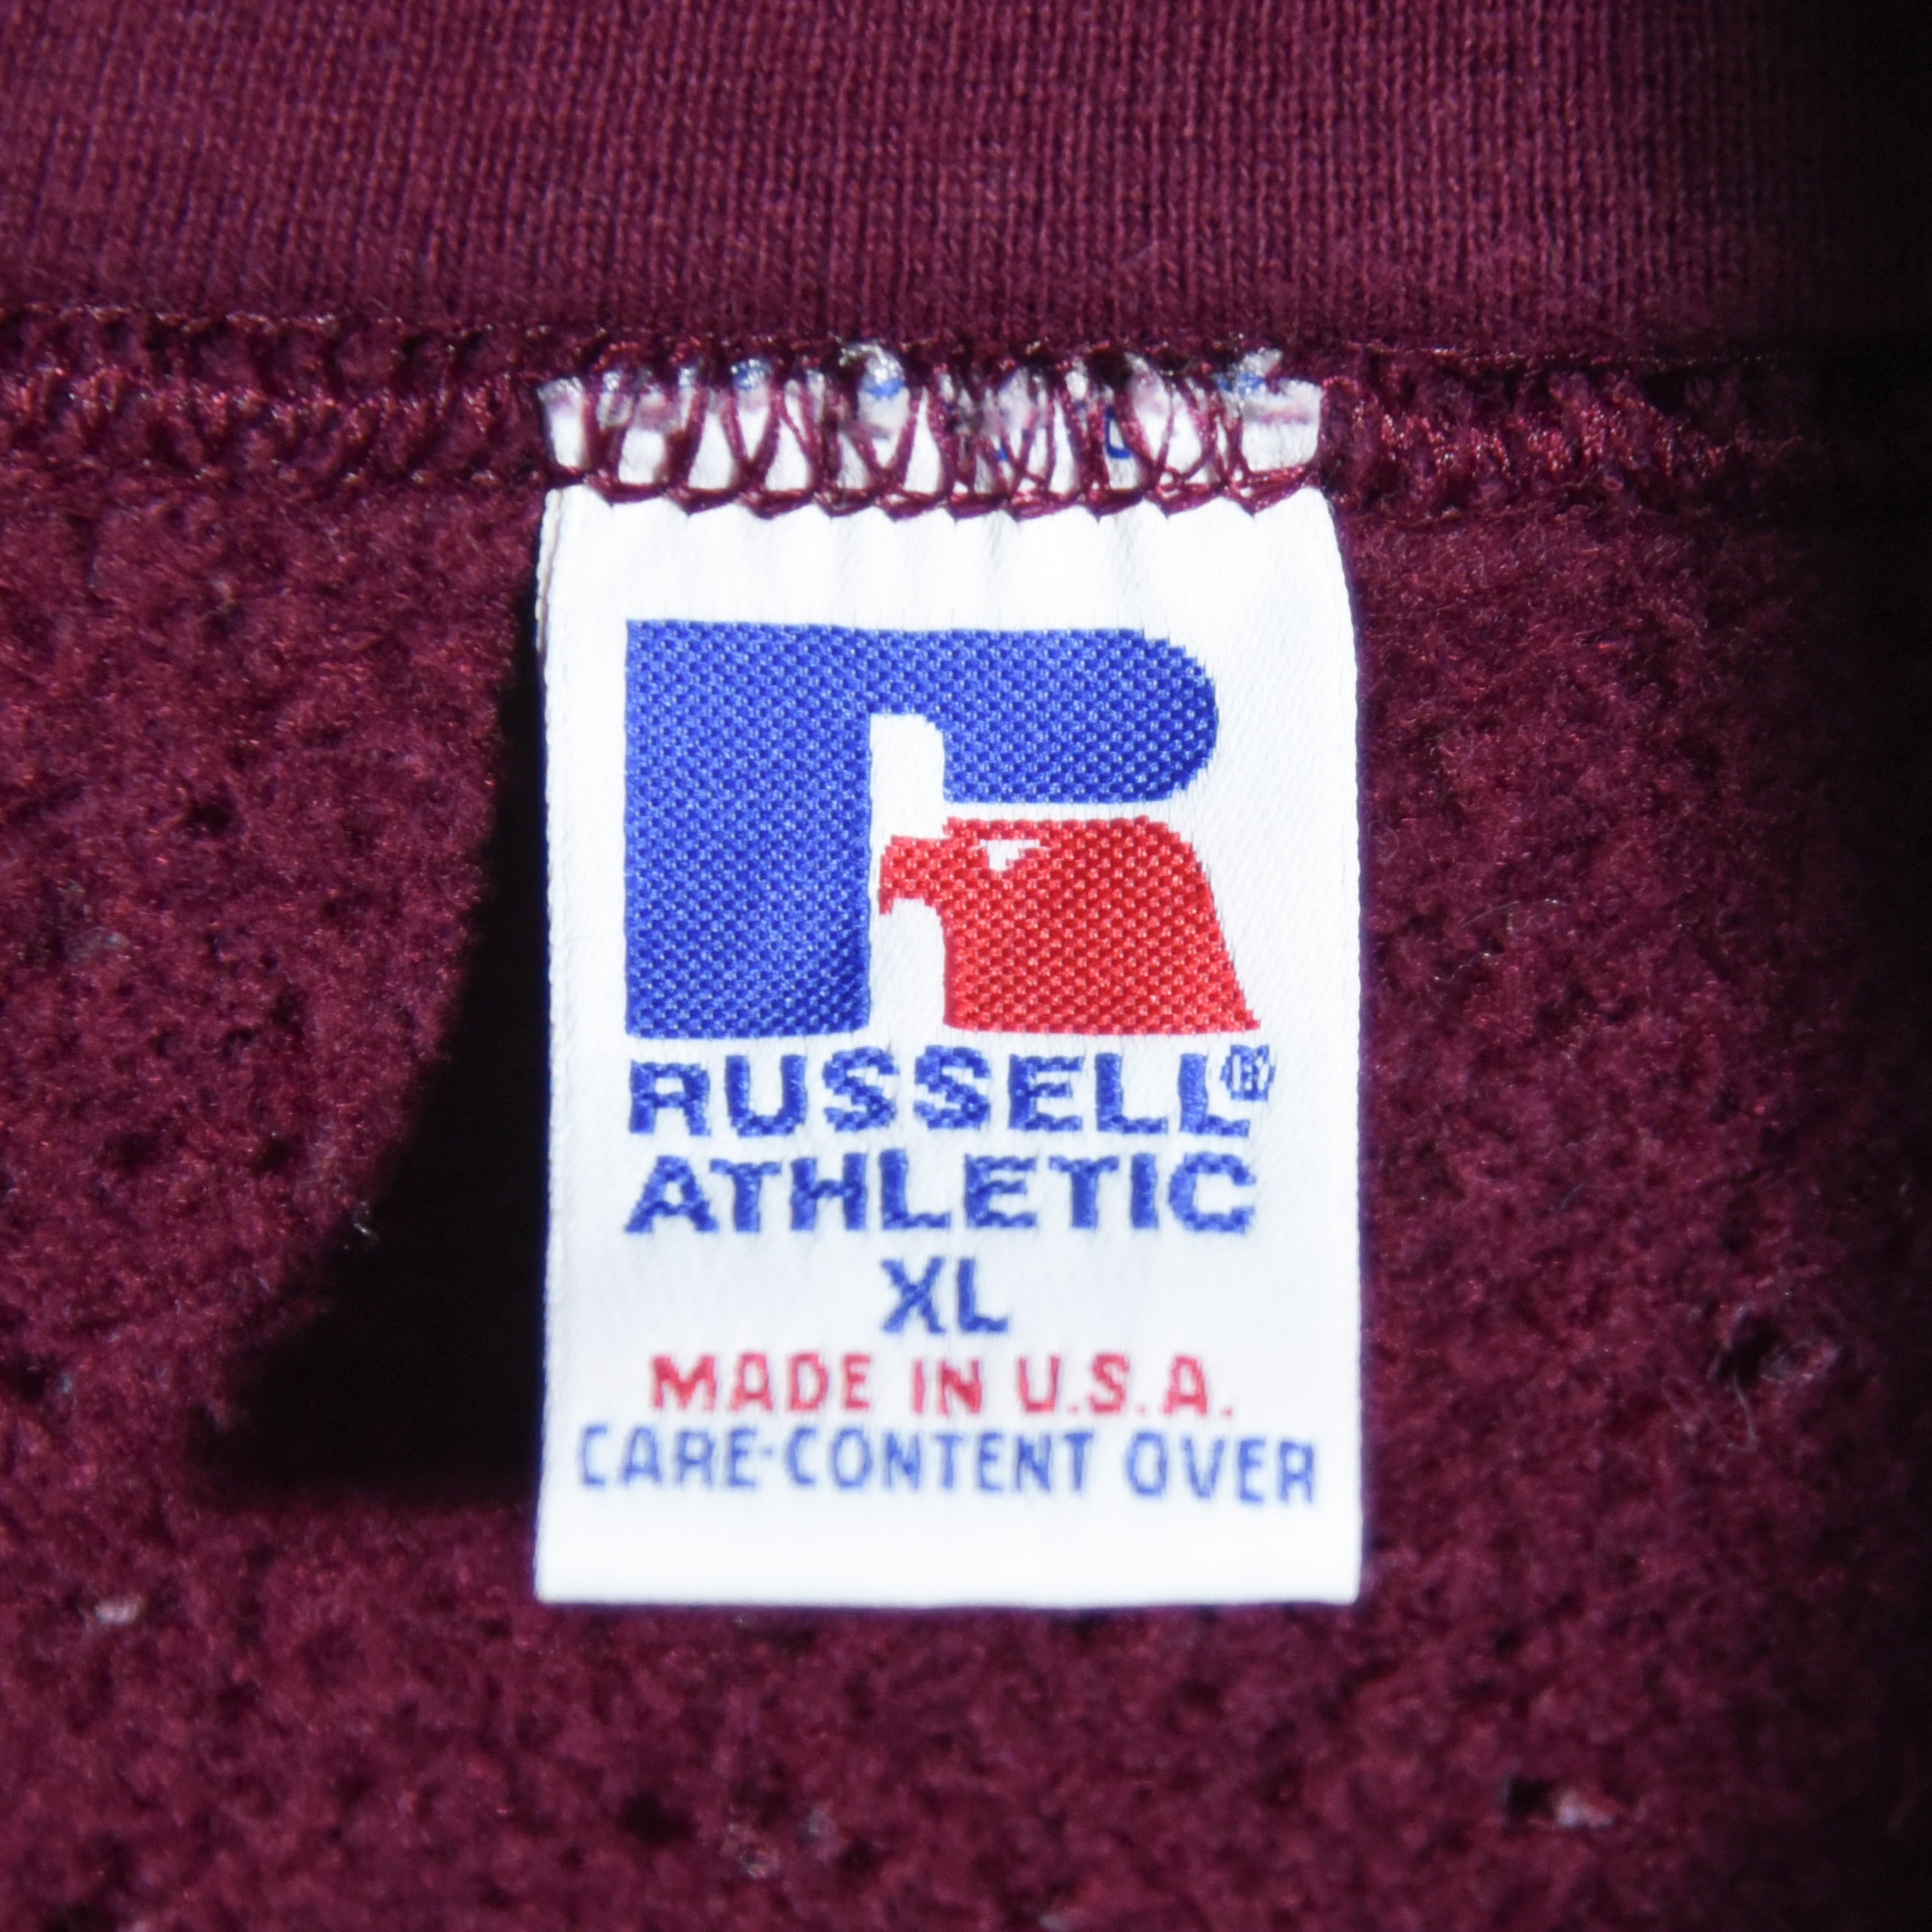 RUSSELL®
ATHLETIC
XL
MADE IN U.S.A.
CARE-CONTENT OVER